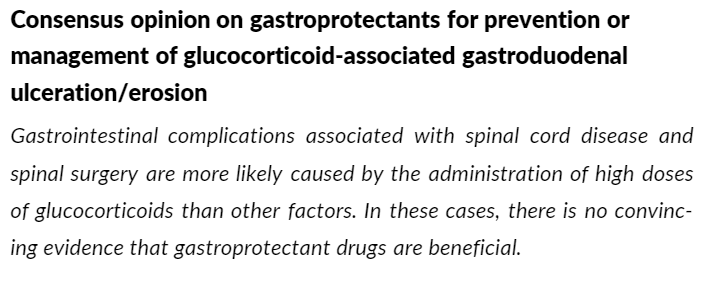 Consensus opinion on gastroprotectants for prevention or
management of glucocorticoid-associated gastroduodenal
ulceration/erosion
Gastrointestinal complications associated with spinal cord disease and
spinal surgery are more likely caused by the administration of high doses
of glucocorticoids than other factors. In these cases, there is no convinc-
ing evidence that gastroprotectant drugs are beneficial.